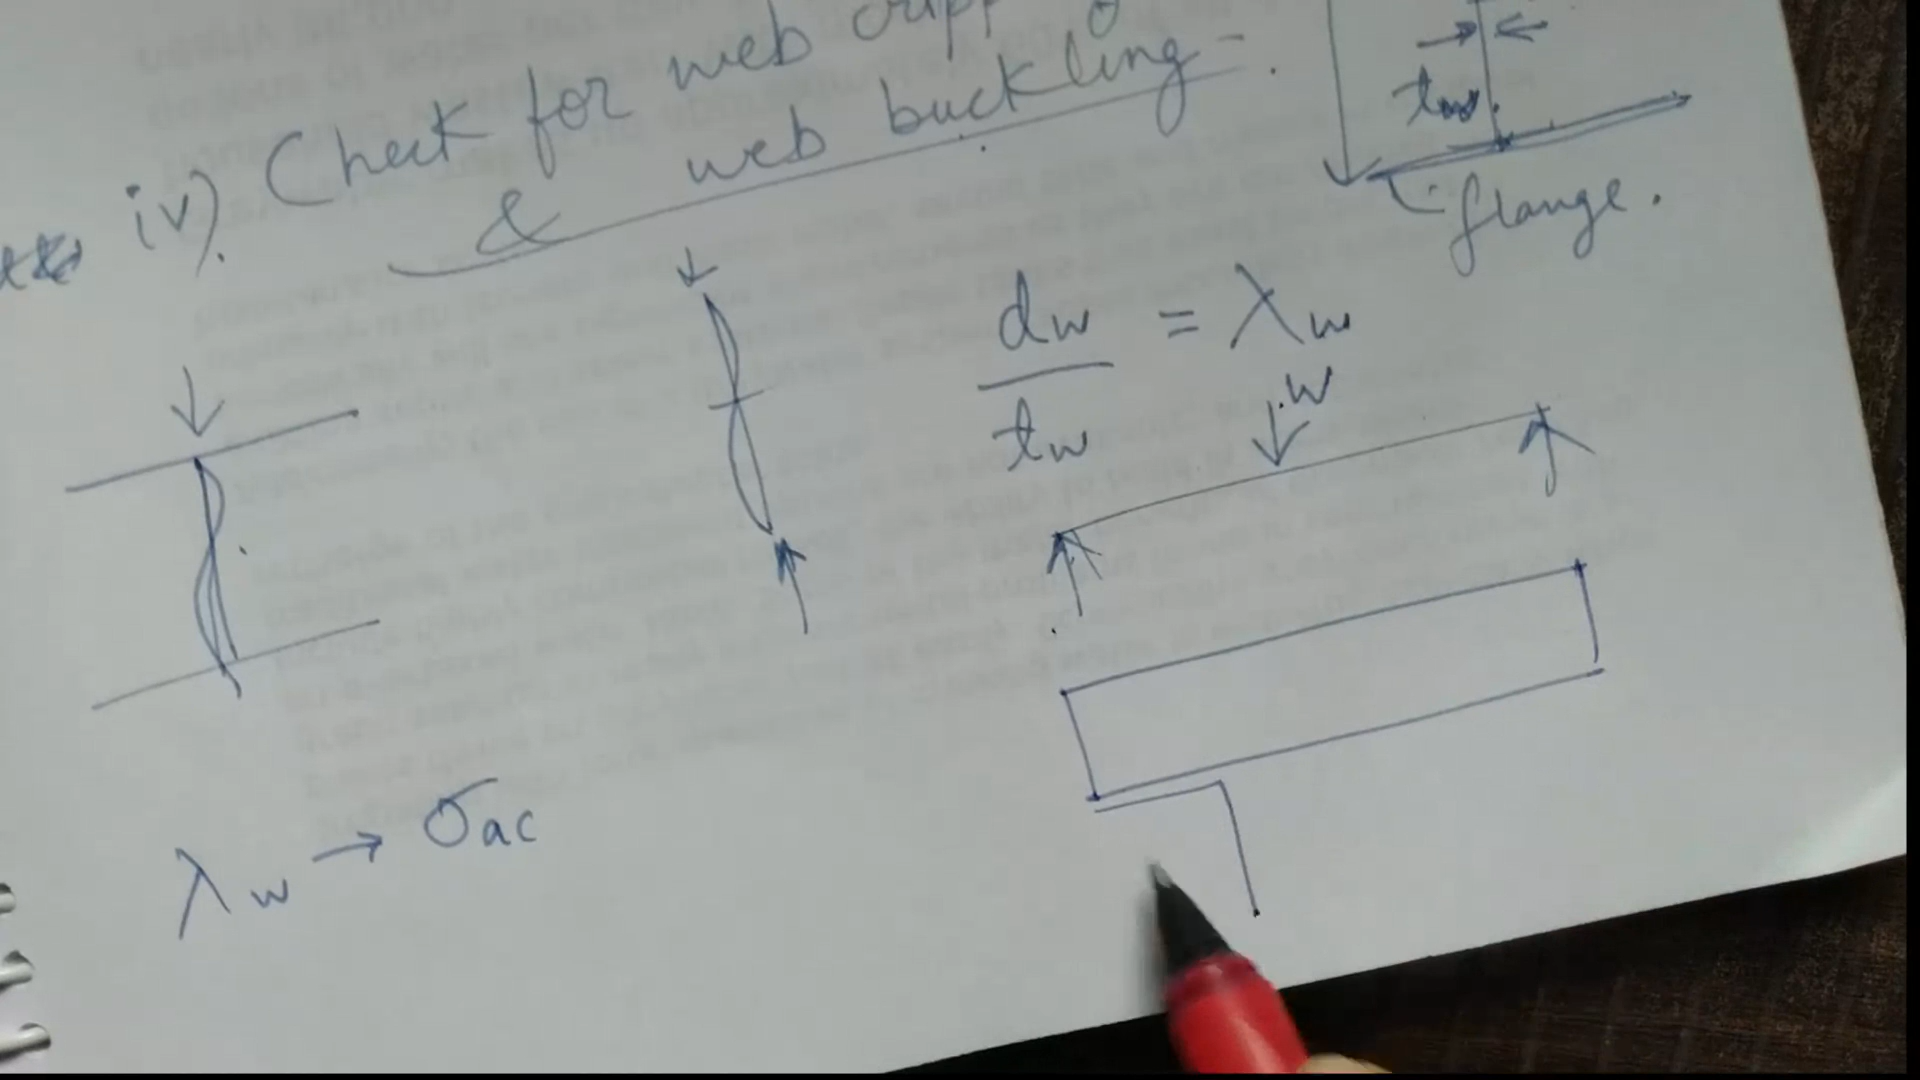 iv). Check for web
& web buckling -
tw.
flange.
dw = λw
tw
w
λw → σac